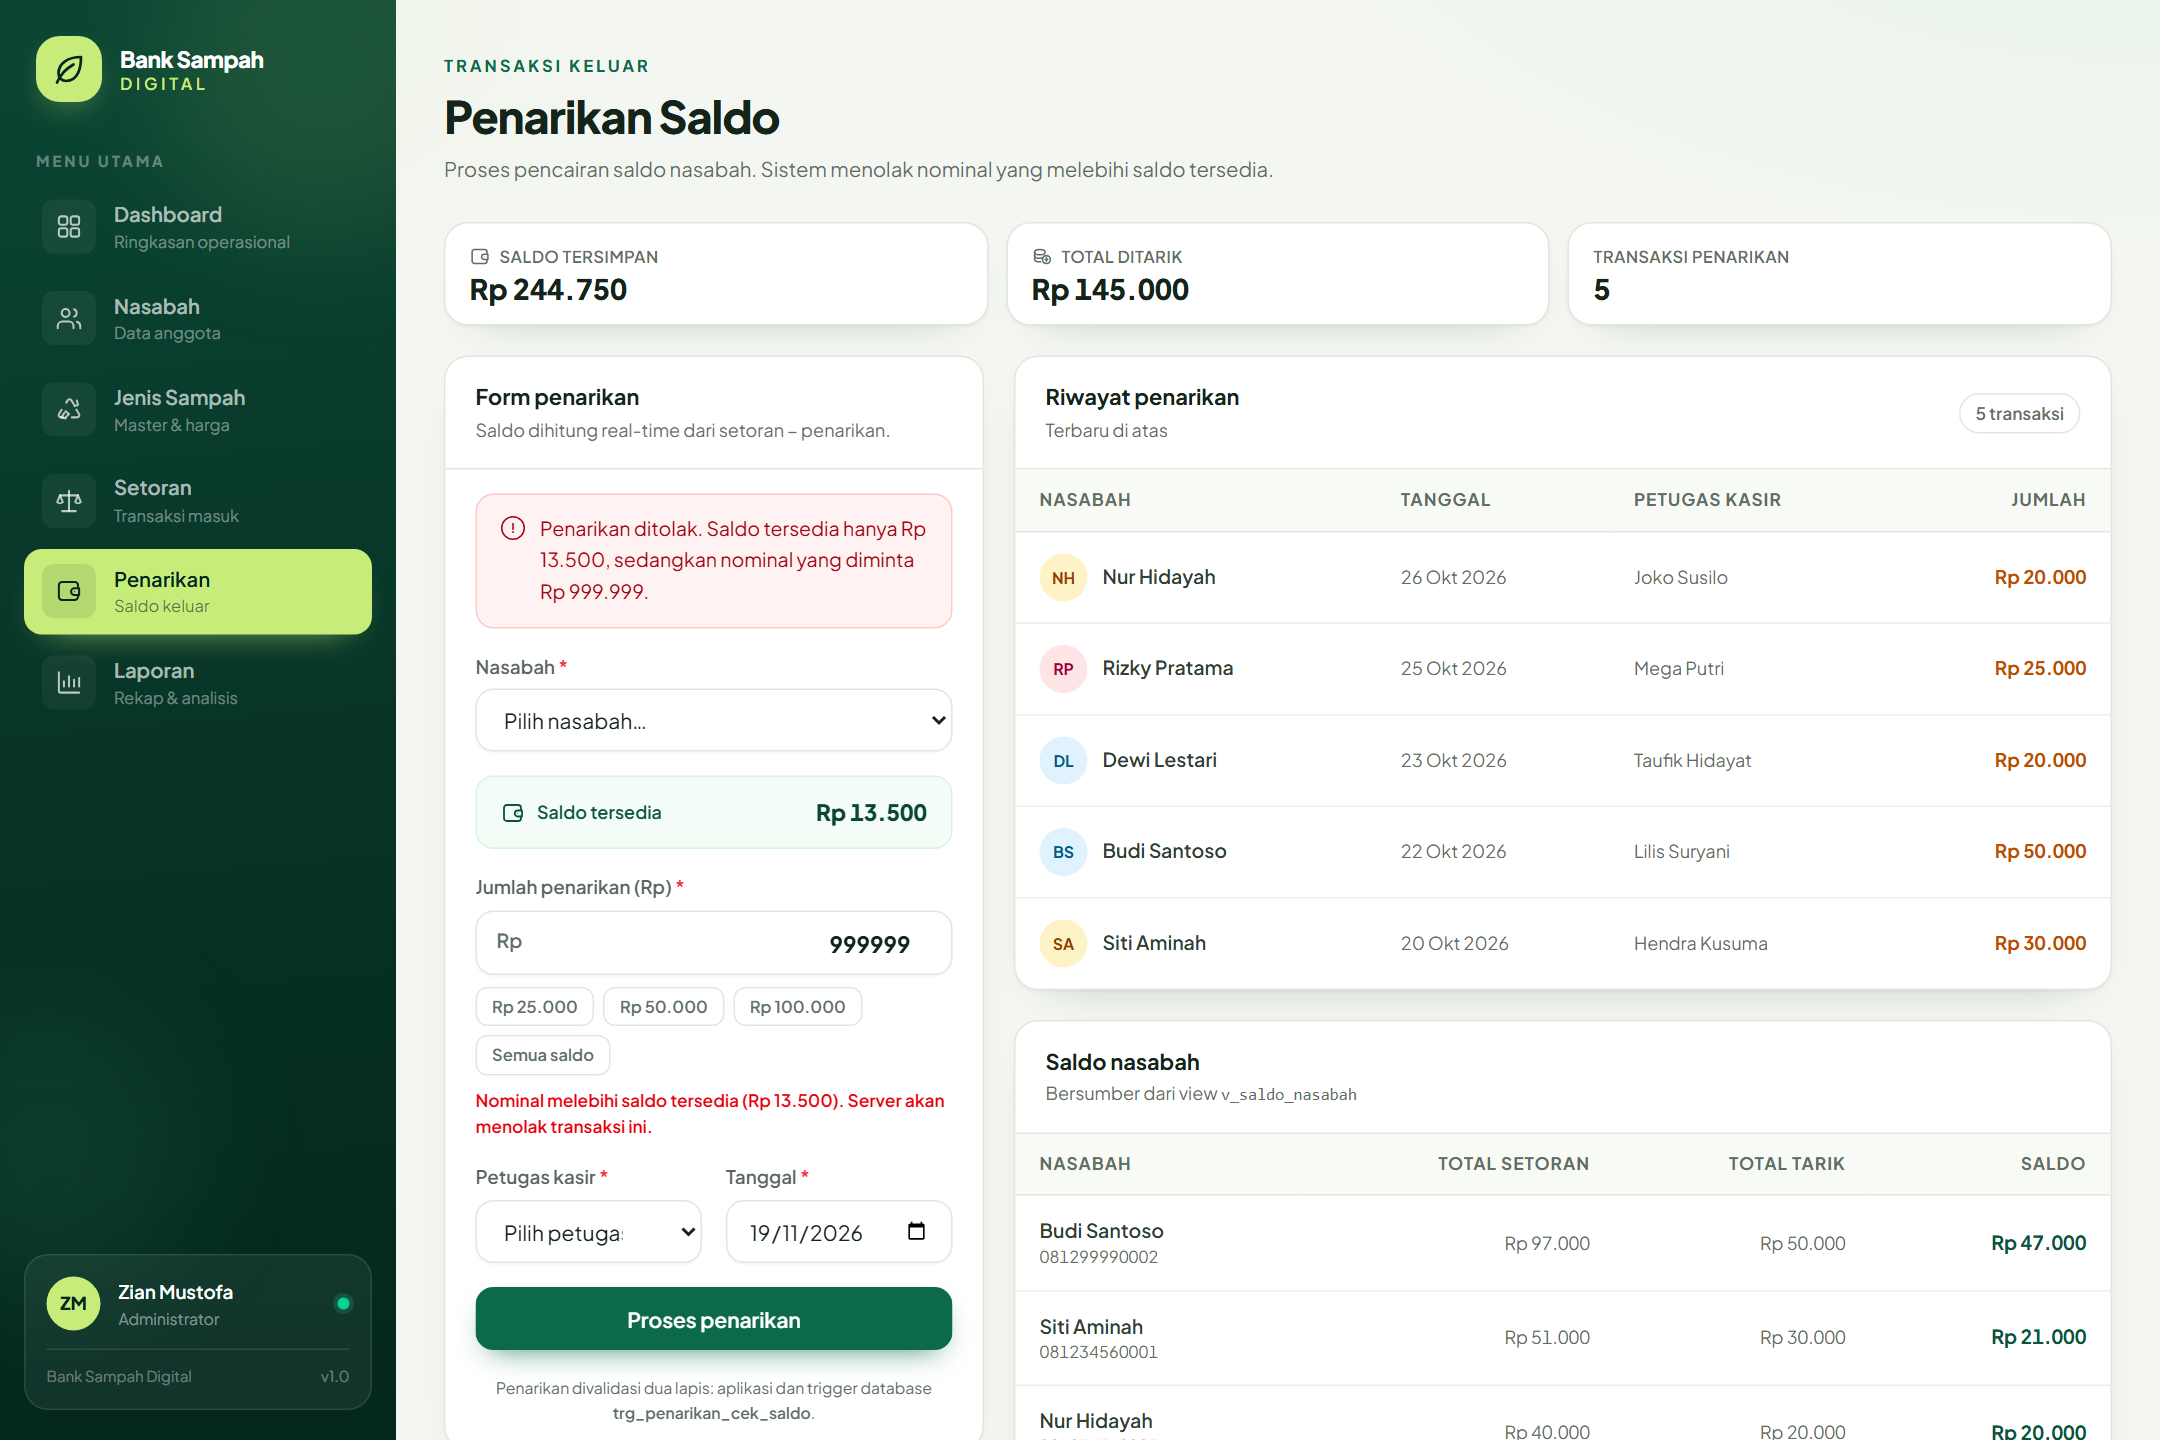 Bank Sampah
DIGITAL
MENU UTAMA
Dashboard
Ringkasan operasional
Nasabah
Data anggota
Jenis Sampah
Master & harga
Setoran
Transaksi masuk
Penarikan
Saldo keluar
Laporan
Rekap & analisis
ZM
Zian Mustofa
Administrator
Bank Sampah Digital
v1.0
TRANSAKSI KELUAR
Penarikan Saldo
Proses pencairan saldo nasabah. Sistem menolak nominal yang melebihi saldo tersedia.
SALDO TERSIMPAN
Rp 244.750
TOTAL DITARIK
Rp 145.000
TRANSAKSI PENARIKAN
5
Form penarikan
Saldo dihitung real-time dari setoran – penarikan.
Penarikan ditolak. Saldo tersedia hanya Rp
13.500, sedangkan nominal yang diminta
Rp 999.999.
Nasabah *
Pilih nasabah...
Saldo tersedia
Rp 13.500
Jumlah penarikan (Rp) *
Rp
999999
Rp 25.000
Rp 50.000
Rp 100.000
Semua saldo
Nominal melebihi saldo tersedia (Rp 13.500). Server akan
menolak transaksi ini.
Petugas kasir *
Tanggal *
Pilih petugas
19/11/2026
Proses penarikan
Penarikan divalidasi dua lapis: aplikasi dan trigger database
trg_penarikan_cek_saldo.
Riwayat penarikan
Terbaru di atas
5 transaksi
NASABAH TANGGAL PETUGAS KASIR JUMLAH
NH Nur Hidayah 26 Okt 2026 Joko Susilo Rp 20.000
RP Rizky Pratama 25 Okt 2026 Mega Putri Rp 25.000
DL Dewi Lestari 23 Okt 2026 Taufik Hidayat Rp 20.000
BS Budi Santoso 22 Okt 2026 Lilis Suryani Rp 50.000
SA Siti Aminah 20 Okt 2026 Hendra Kusuma Rp 30.000
Saldo nasabah
Bersumber dari view v_saldo_nasabah
NASABAH TOTAL SETORAN TOTAL TARIK SALDO
Budi Santoso
081299990002
Rp 97.000 Rp 50.000 Rp 47.000
Siti Aminah
081234560001
Rp 51.000 Rp 30.000 Rp 21.000
Nur Hidayah
Rp 40.000 Rp 20.000 Rp 20.000